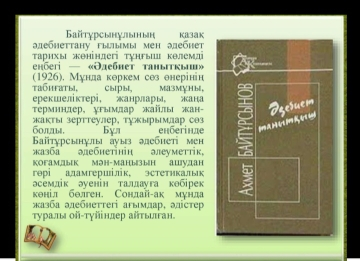 Байтұрсынұлының қазақ
әдебиеттану ғылымы мен әдебиет
тарихы жөніндегі тұңғыш көлемді
еңбегі — «Әдебиет танытқыш»
(1926). Мұнда көркем сөз өнерінің
табиғаты, сыры, мазмұны,
ерекшеліктері, жанрлары, жаңа
терминдер, ұғымдар жайлы жан-
жақты зерттеулер, тұжырымдар сөз
болды. Бұл еңбегінде
Байтұрсынұлы ауыз әдебиеті мен
жазба әдебиетінің әлеуметтік,
қоғамдық мән-маңызын ашудан
гөрі адамгершілік, эстетикалық
әсемдік әуенін талдауға көбірек
көңіл бөлген. Сондай-ақ мұнда
жазба әдебиеттегі ағымдар, әдістер
туралы ой-түйіндер айтылған.
Ахмет БАЙТҰРСЫНОВ
Әдебиет
танытқыш